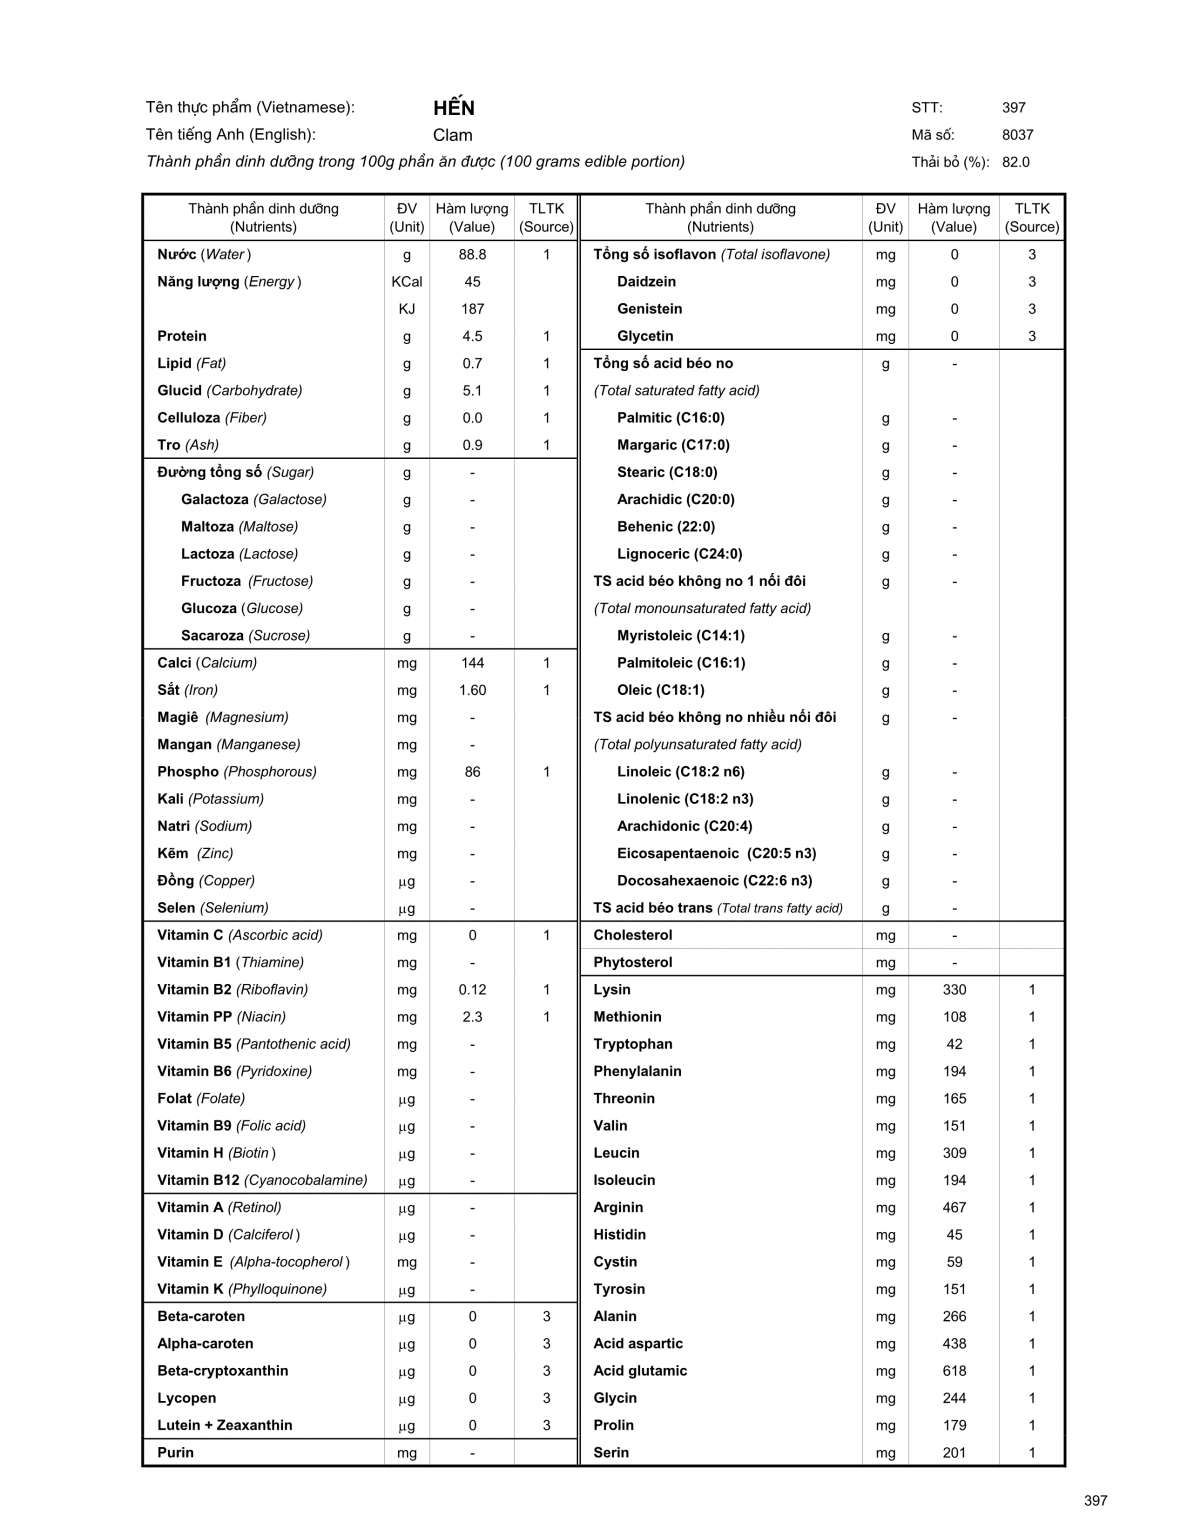 Tên thực phẩm (Vietnamese): HẾN STT: 397
Tên tiếng Anh (English): Clam Mã số: 8037
Thành phần dinh dưỡng trong 100g phần ăn được (100 grams edible portion) Thải bỏ (%): 82.0
Thành phần dinh dưỡng ĐV Hàm lượng TLTK
(Nutrients) (Unit) (Value) (Source)
Nước (Water) g 88.8 1
Năng lượng (Energy) KCal 45
KJ 187
Protein g 4.5 1
Lipid (Fat) g 0.7 1
Glucid (Carbohydrate) g 5.1 1
Celluloza (Fiber) g 0.0 1
Tro (Ash) g 0.9 1
Đường tổng số (Sugar) g -
Galactoza (Galactose) g -
Maltoza (Maltose) g -
Lactoza (Lactose) g -
Fructoza (Fructose) g -
Glucoza (Glucose) g -
Sacaroza (Sucrose) g -
Calci (Calcium) mg 144 1
Sắt (Iron) mg 1.60 1
Magiê (Magnesium) mg -
Mangan (Manganese) mg -
Phospho (Phosphorous) mg 86 1
Kali (Potassium) mg -
Natri (Sodium) mg -
Kẽm (Zinc) mg -
Đồng (Copper) μg -
Selen (Selenium) μg -
Vitamin C (Ascorbic acid) mg 0 1
Vitamin B1 (Thiamine) mg -
Vitamin B2 (Riboflavin) mg 0.12 1
Vitamin PP (Niacin) mg 2.3 1
Vitamin B5 (Pantothenic acid) mg -
Vitamin B6 (Pyridoxine) mg -
Folat (Folate) μg -
Vitamin B9 (Folic acid) μg -
Vitamin H (Biotin) μg -
Vitamin B12 (Cyanocobalamine) μg -
Vitamin A (Retinol) μg -
Vitamin D (Calciferol) μg -
Vitamin E (Alpha-tocopherol) mg -
Vitamin K (Phylloquinone) μg -
Beta-caroten μg 0 3
Alpha-caroten μg 0 3
Beta-cryptoxanthin μg 0 3
Lycopen μg 0 3
Lutein + Zeaxanthin μg 0 3
Purin mg -
Thành phần dinh dưỡng ĐV Hàm lượng TLTK
(Nutrients) (Unit) (Value) (Source)
Tổng số isoflavon (Total isoflavone) mg 0 3
Daidzein mg 0 3
Genistein mg 0 3
Glycetin mg 0 3
Tổng số acid béo no g -
(Total saturated fatty acid)
Palmitic (C16:0) g -
Margaric (C17:0) g -
Stearic (C18:0) g -
Arachidic (C20:0) g -
Behenic (22:0) g -
Lignoceric (C24:0) g -
TS acid béo không no 1 nối đôi g -
(Total monounsaturated fatty acid)
Myristoleic (C14:1) g -
Palmitoleic (C16:1) g -
Oleic (C18:1) g -
TS acid béo không no nhiều nối đôi g -
(Total polyunsaturated fatty acid)
Linoleic (C18:2 n6) g -
Linolenic (C18:2 n3) g -
Arachidonic (C20:4) g -
Eicosapentaenoic (C20:5 n3) g -
Docosahexaenoic (C22:6 n3) g -
TS acid béo trans (Total trans fatty acid) g -
Cholesterol mg -
Phytosterol mg -
Lysin mg 330 1
Methionin mg 108 1
Tryptophan mg 42 1
Phenylalanin mg 194 1
Threonin mg 165 1
Valin mg 151 1
Leucin mg 309 1
Isoleucin mg 194 1
Arginin mg 467 1
Histidin mg 45 1
Cystin mg 59 1
Tyrosin mg 151 1
Alanin mg 266 1
Acid aspartic mg 438 1
Acid glutamic mg 618 1
Glycin mg 244 1
Prolin mg 179 1
Serin mg 201 1
397